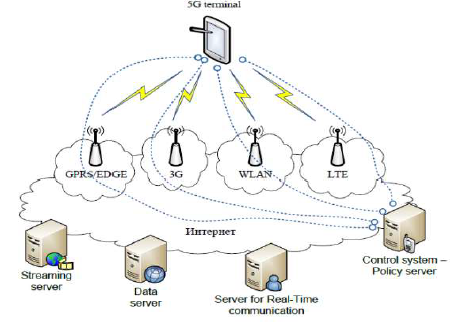 5G terminal
GPRS/EDGE
3G
WLAN
LTE
Интернет
Streaming
server
Data
server
Server for Real-Time
communication
Control system –
Policy server